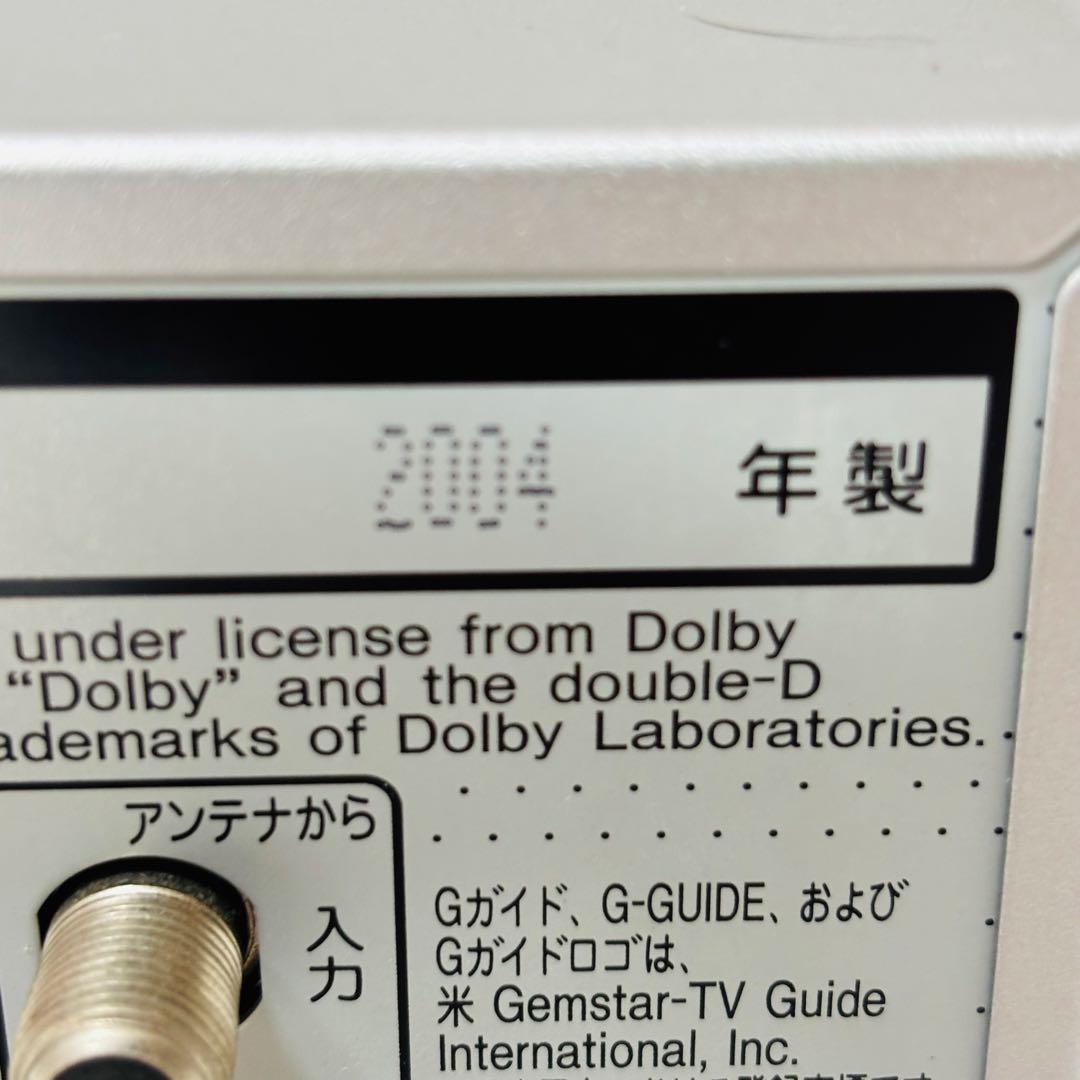 2004 年製
under license from Dolby
“Dolby” and the double-D
ademarks of Dolby Laboratories.
アンテナから
入力
Gガイド、G-GUIDE、および
Gガイドロゴは、
米 Gemstar-TV Guide
International, Inc.